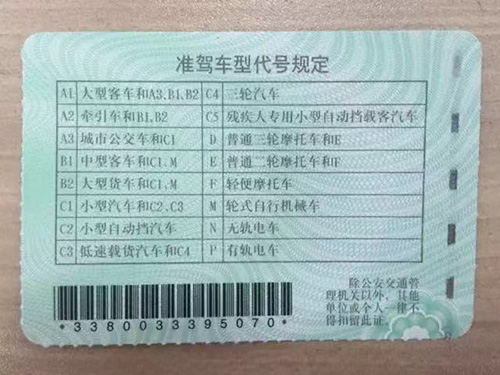 准驾车型代号规定
A1 大型客车和A3、B1、B2 C4 三轮汽车
A2 牵引车和B1、B2 C5 残疾人专用小型自动挡载客汽车
A3 城市公交车和C1 D 普通三轮摩托车和E
B1 中型客车和C1、M E 普通二轮摩托车和F
B2 大型货车和C1、M F 轻便摩托车
C1 小型汽车和C2、C3 M 轮式自行机械车
C2 小型自动挡汽车 N 无轨电车
C3 低速载货汽车和C4 P 有轨电车
除公安交通管
理机关以外，其他
单位或个人一律不
得扣留此证。
*3380033395070*